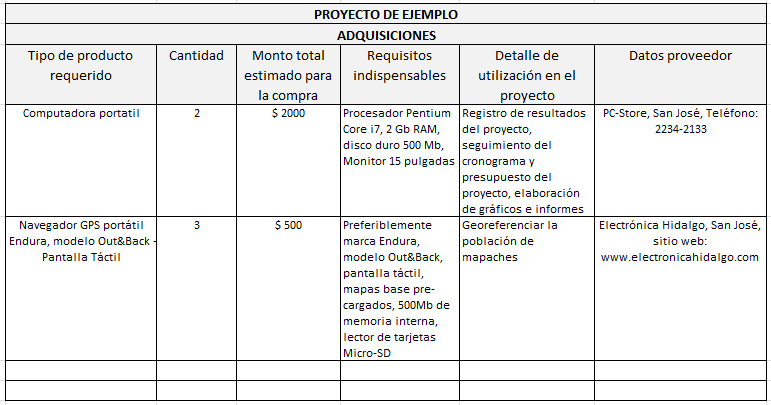 PROYECTO DE EJEMPLO
ADQUISICIONES
Tipo de producto
requerido
Cantidad
Monto total
estimado para
la compra
Requisitos
indispensables
Detalle de
utilización en el
proyecto
Datos proveedor
Computadora portatil
2
$ 2000
Procesador Pentium
Core i7, 2 Gb RAM,
disco duro 500 Mb,
Monitor 15 pulgadas
Registro de resultados
del proyecto,
seguimiento del
cronograma y
presupuesto del
proyecto, elaboración
de gráficos e informes
PC-Store, San José, Teléfono:
2234-2133
Navegador GPS portátil
Endura, modelo Out&Back -
Pantalla Táctil
3
$ 500
Preferiblemente
marca Endura,
modelo Out&Back,
pantalla táctil,
mapas base pre-
cargados, 500Mb de
memoria interna,
lector de tarjetas
Micro-SD
Georeferenciar la
población de
mapaches
Electrónica Hidalgo, San José,
sitio web:
www.electronicahidalgo.com